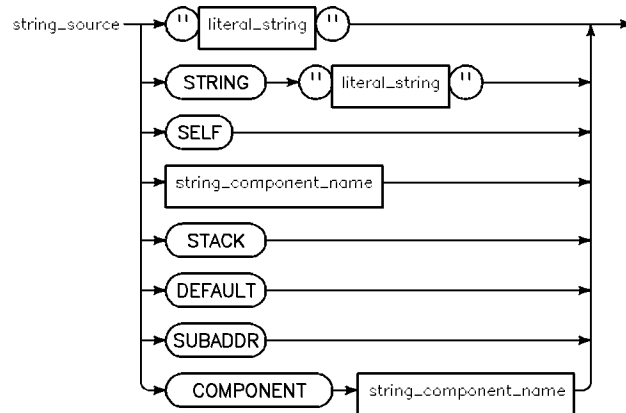 string_source " literal_string "
STRING " literal_string "
SELF
string_component_name
STACK
DEFAULT
SUBADDR
COMPONENT string_component_name